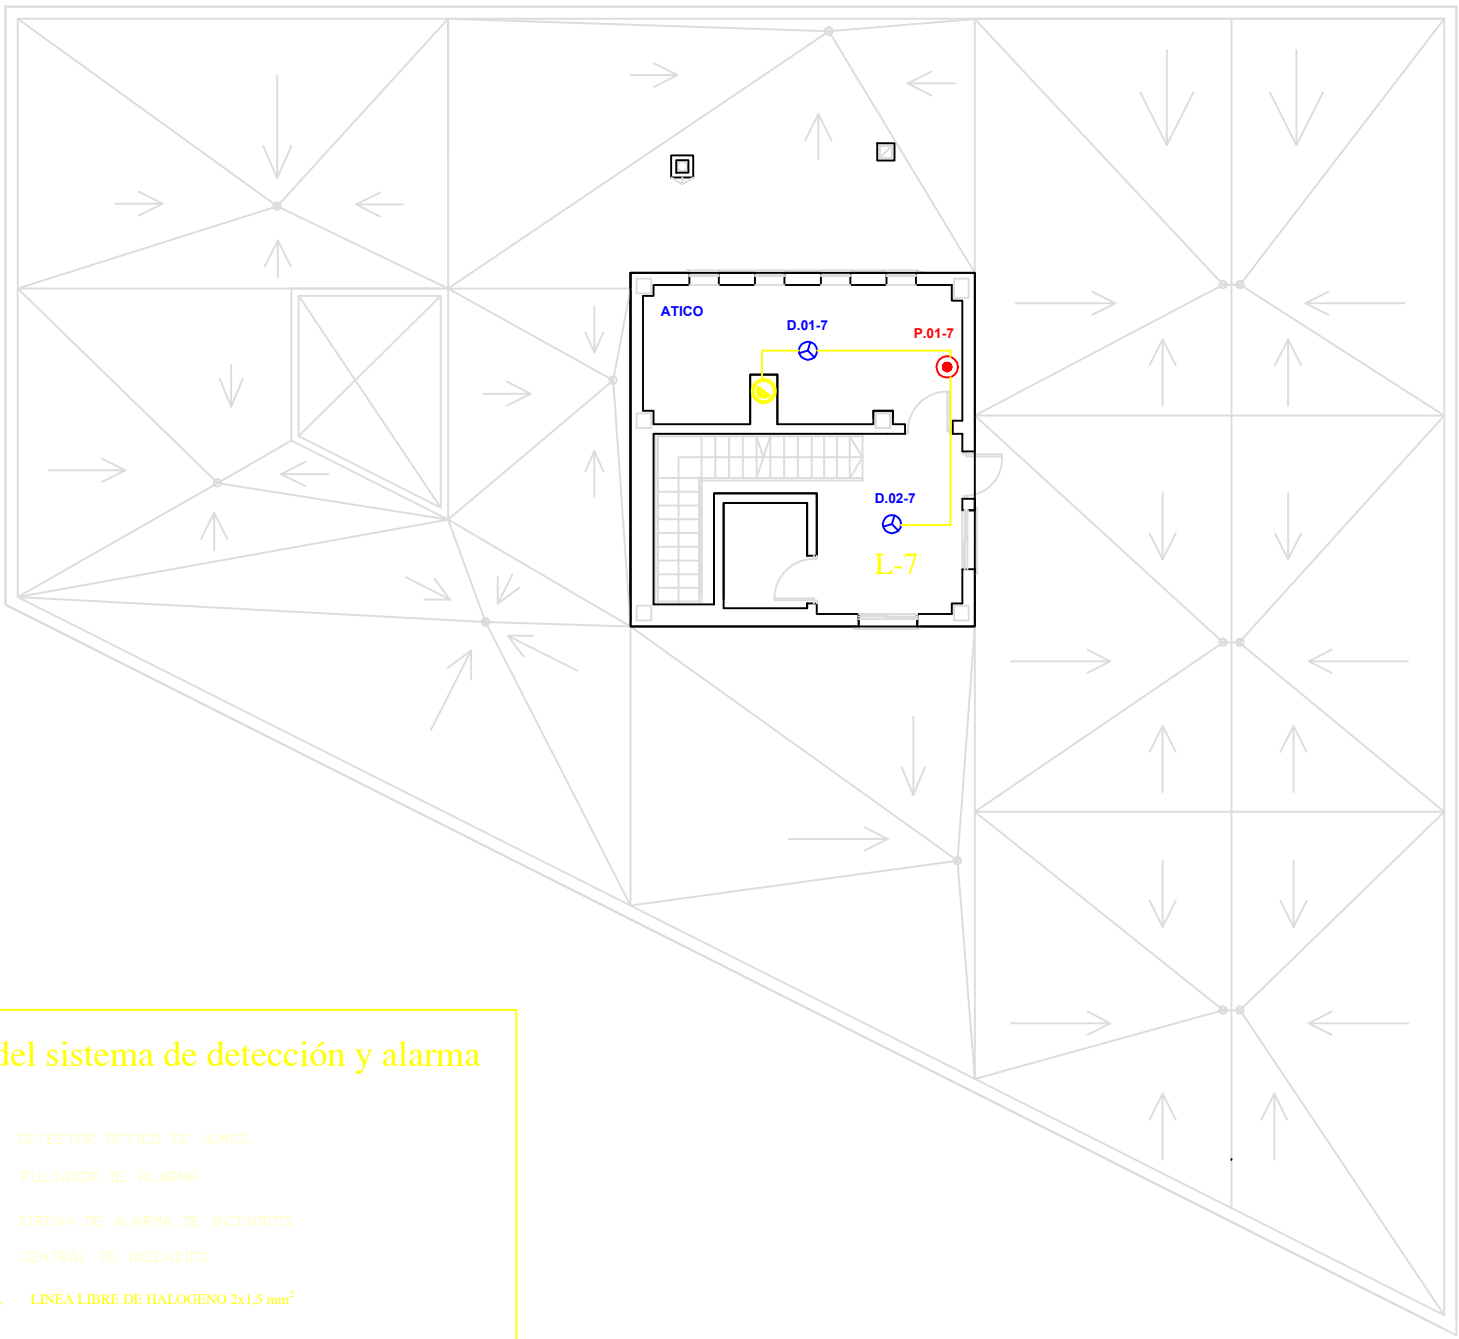 ATICO
D.01-7
P.01-7
D.02-7
L-7
del sistema de detección y alarma
DETECTOR OPTICO DE HUMOS
PULSADOR DE ALARMA
SIRENA DE ALARMA DE INCENDIOS
CENTRAL DE INCENDIOS
LINEA LIBRE DE HALOGENO 2x1,5 mm²